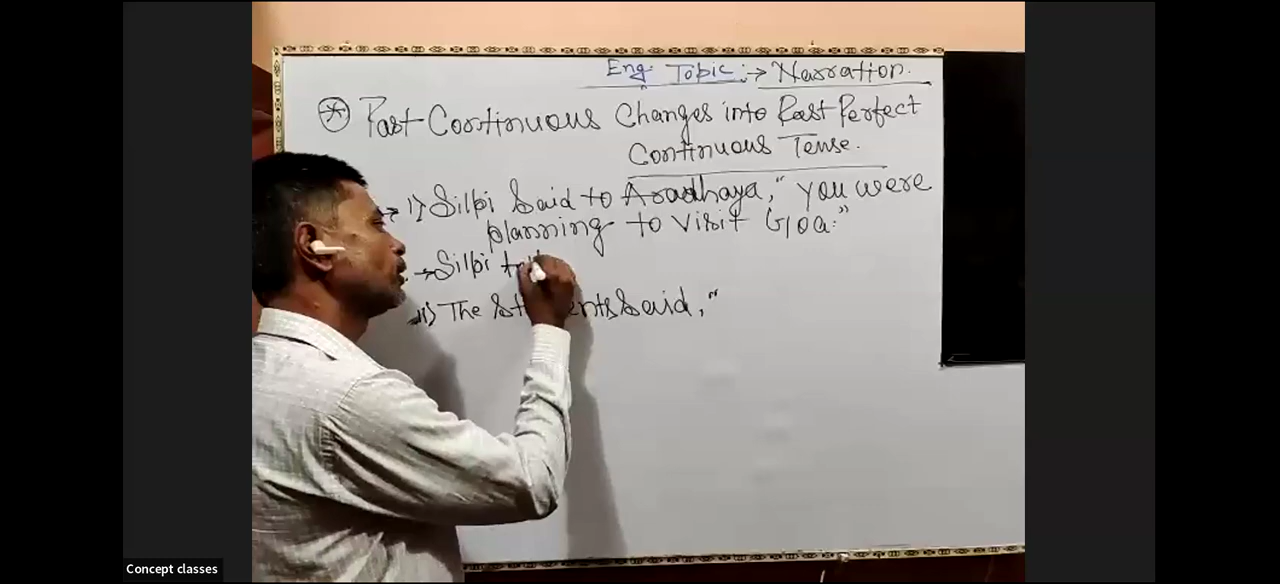 Eng. Topic :→ Narration.
* Past Continuous Changes into Past Perfect
Continuous Tense.
→ i) Silpi Said to Aradhaya, "You were
planning to Visit Goa."
→ Silpi
ii) The Students Said, "
Concept classes